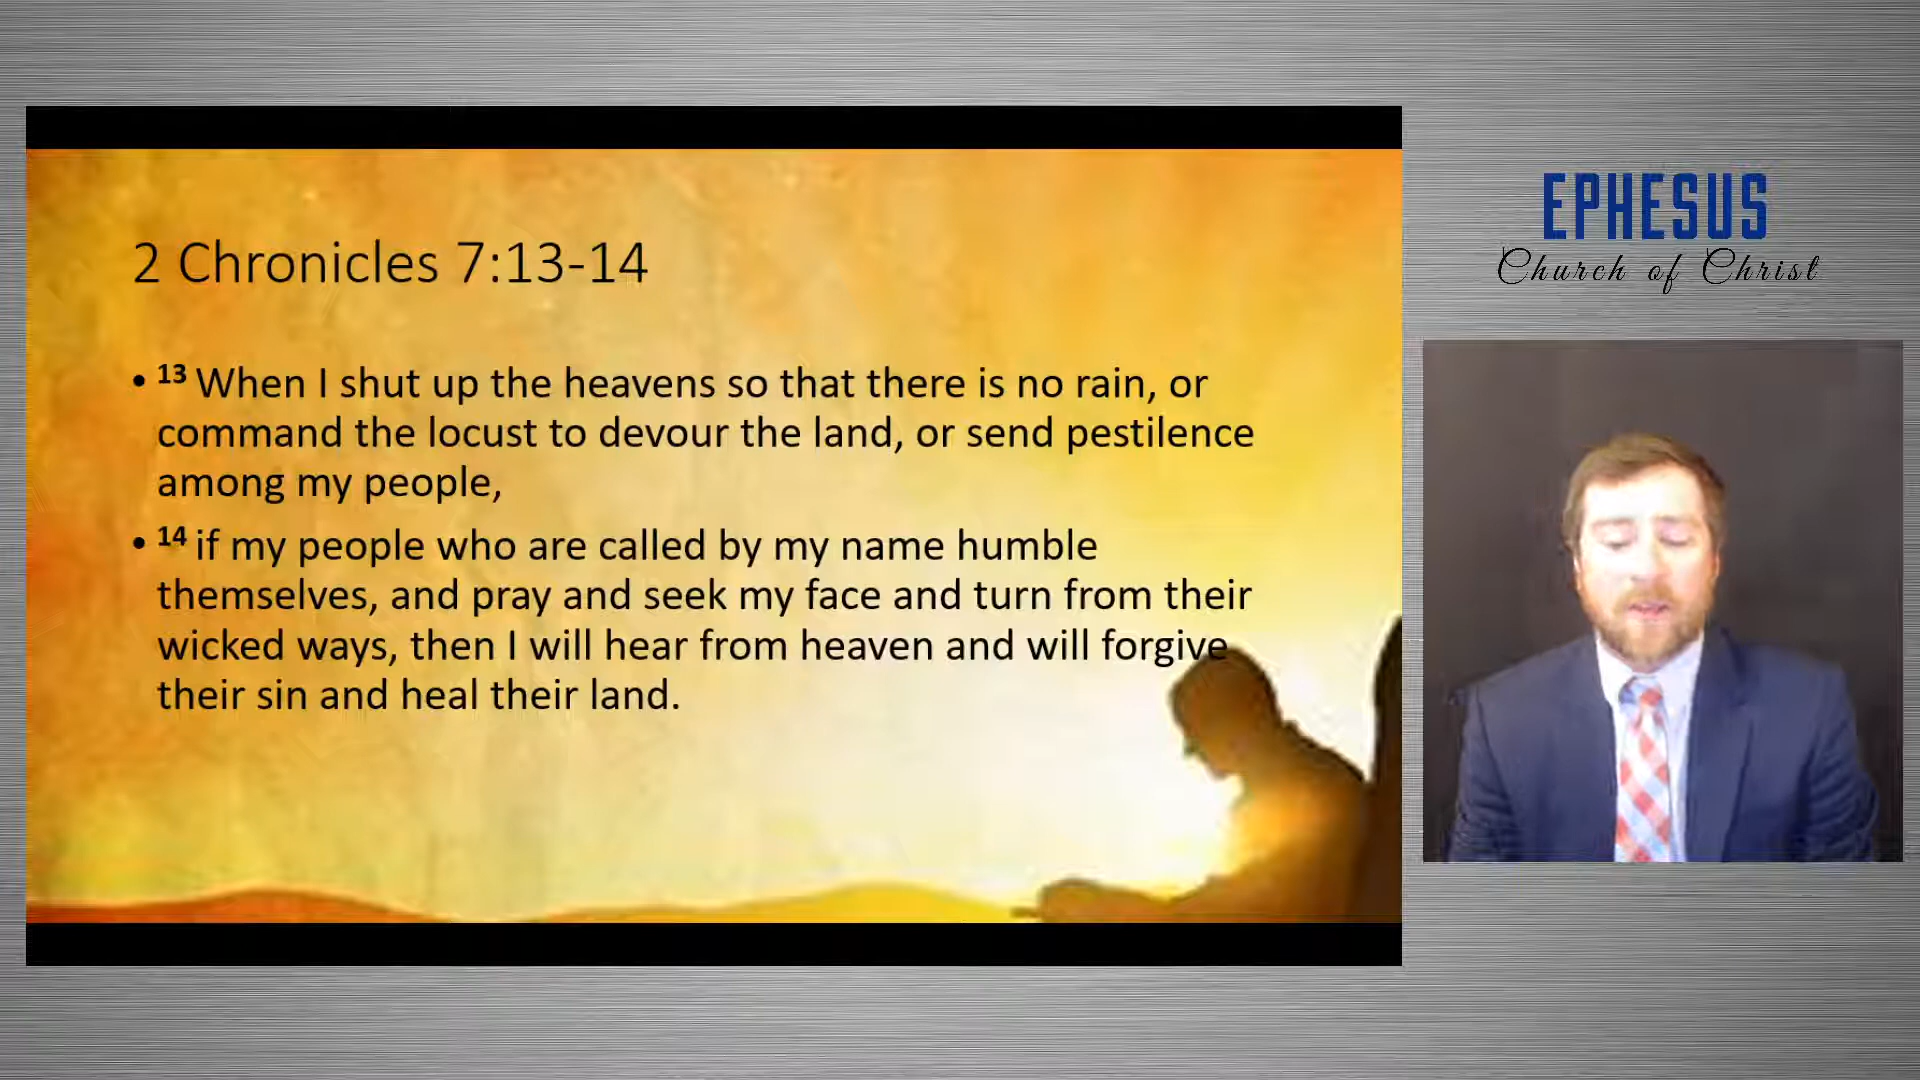 2 Chronicles 7:13-14
• 13 When I shut up the heavens so that there is no rain, or
command the locust to devour the land, or send pestilence
among my people,
• 14 if my people who are called by my name humble
themselves, and pray and seek my face and turn from their
wicked ways, then I will hear from heaven and will forgive
their sin and heal their land.
EPHESUS
Church of Christ